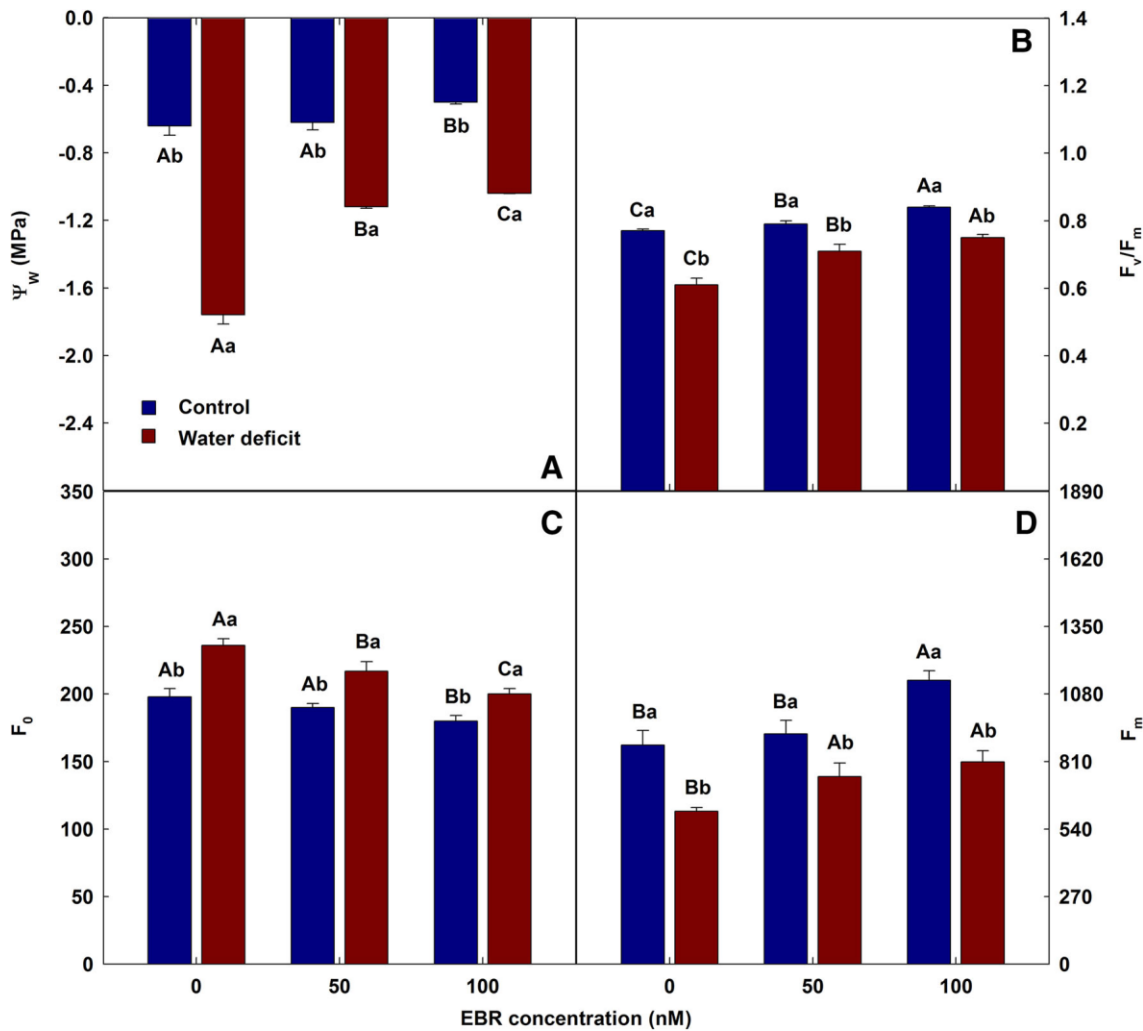 0.0
-0.4
-0.8
-1.2
-1.6
-2.0
-2.4
Ψw (MPa)
Ab
Aa
Ab
Ba
Bb
Ca
Control
Water deficit
A
B
1.4
1.2
1.0
0.8
0.6
0.4
0.2
Fv/Fm
Ca
Cb
Ba
Bb
Aa
Ab
350
300
250
200
150
100
50
0
F0
C
Ab
Aa
Ab
Ba
Bb
Ca
0
50
100
D
1890
1620
1350
1080
810
540
270
0
Fm
Ba
Bb
Ba
Ab
Aa
Ab
0
50
100
EBR concentration (nM)